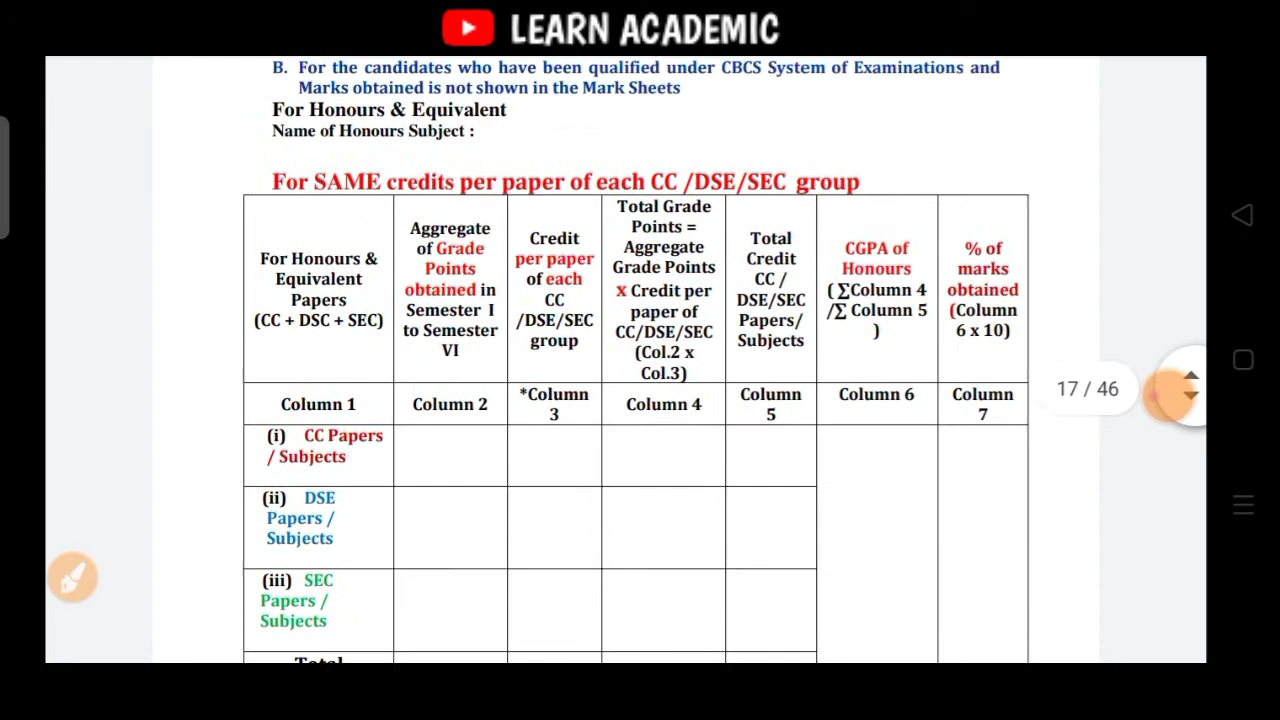 LEARN ACADEMIC
B. For the candidates who have been qualified under CBCS System of Examinations and
Marks obtained is not shown in the Mark Sheets
For Honours & Equivalent
Name of Honours Subject :
For SAME credits per paper of each CC /DSE/SEC group
For Honours &
Equivalent
Papers
(CC + DSC + SEC)
Aggregate
of Grade
Points
obtained in
Semester I
to Semester
VI
Credit
per paper
of each
CC
/DSE/SEC
group
Total Grade
Points =
Aggregate
Grade Points
x Credit per
paper of
CC/DSE/SEC
(Col.2 x
Col.3)
Total
Credit
CC /
DSE/SEC
Papers/
Subjects
CGPA of
Honours
( ∑Column 4
/∑ Column 5
)
% of
marks
obtained
(Column
6 x 10)
Column 1
Column 2
*Column
3
Column 4
Column
5
Column 6
Column
7
(i) CC Papers
/ Subjects
(ii) DSE
Papers /
Subjects
(iii) SEC
Papers /
Subjects
Total
17 / 46